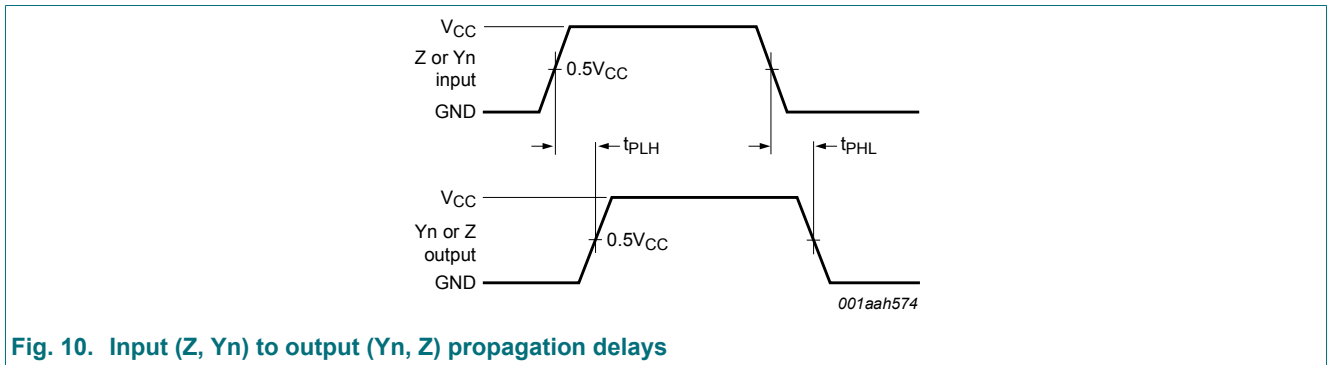 VCC
Z or Yn
input
0.5VCC
GND
tPLH
tPHL
VCC
Yn or Z
output
0.5VCC
GND
001aah574
Fig. 10. Input (Z, Yn) to output (Yn, Z) propagation delays